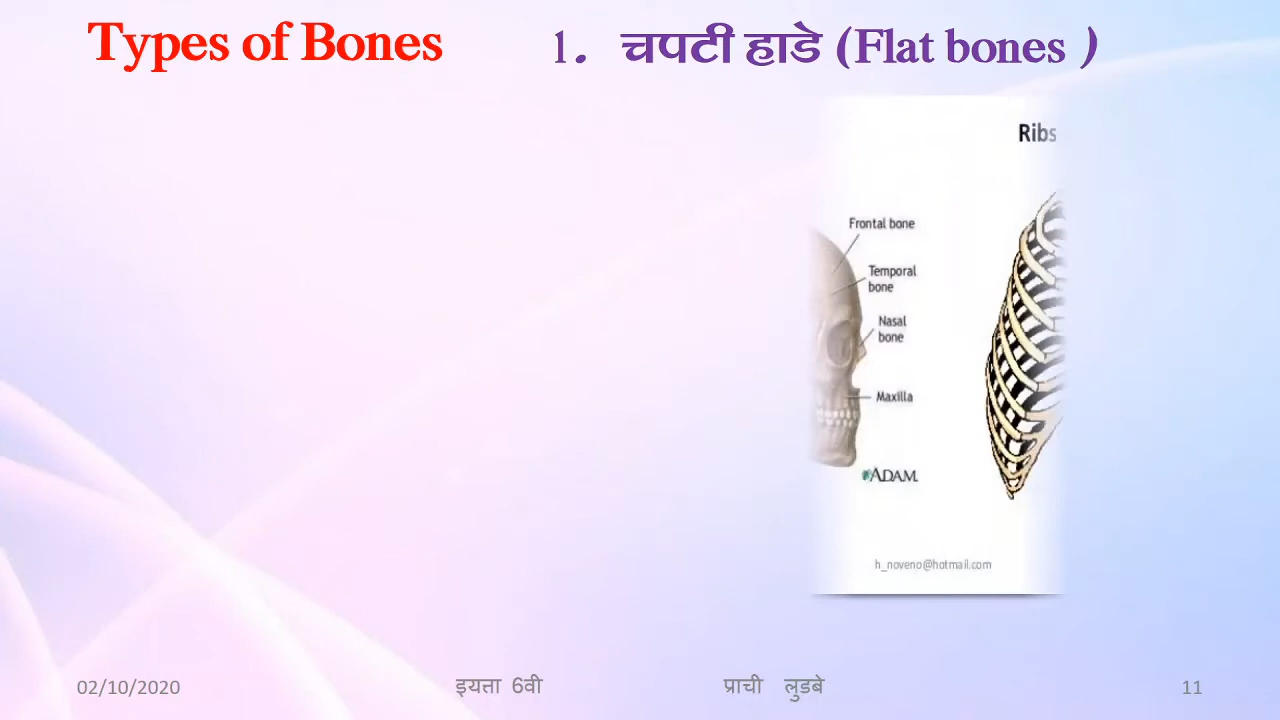 Types of Bones
1. चपटी हाडे (Flat bones )
Ribs
Frontal bone
Temporal
bone
Nasal
bone
Maxilla
ADAM.
h_noveno@hotmail.com
02/10/2020
इयत्ता 6वी
प्राची लुडबे
11